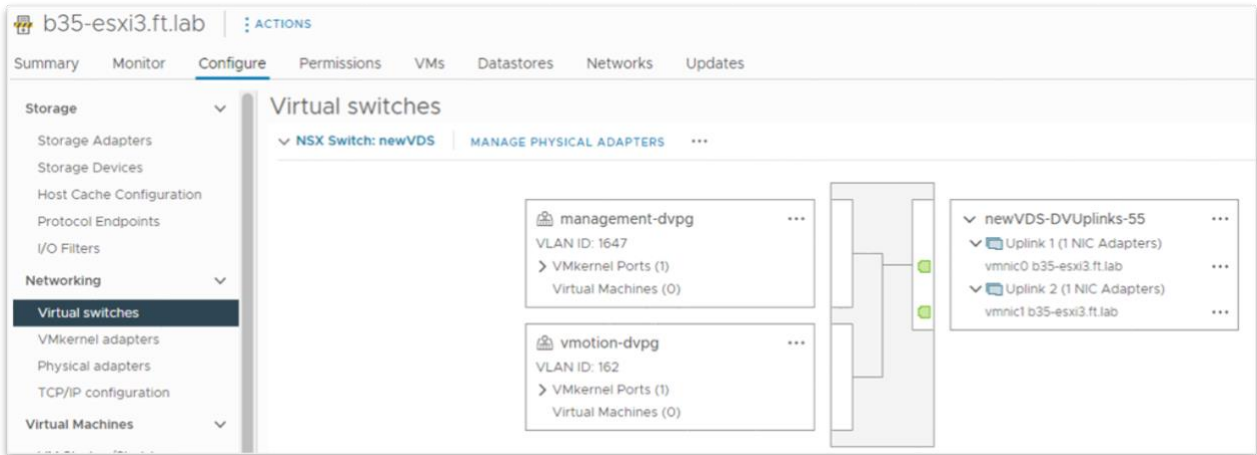 b35-esxi3.ft.lab
ACTIONS
Summary Monitor Configure Permissions VMs Datastores Networks Updates
Storage
Storage Adapters
Storage Devices
Host Cache Configuration
Protocol Endpoints
I/O Filters
Networking
Virtual switches
VMkernel adapters
Physical adapters
TCP/IP configuration
Virtual Machines
Virtual switches
NSX Switch: newVDS MANAGE PHYSICAL ADAPTERS ...
management-dvpg ...
VLAN ID: 1647
VMkernel Ports (1)
Virtual Machines (0)
vmotion-dvpg ...
VLAN ID: 162
VMkernel Ports (1)
Virtual Machines (0)
newVDS-DVUplinks-55 ...
Uplink 1 (1 NIC Adapters)
vmnic0 b35-esxi3.ft.lab ...
Uplink 2 (1 NIC Adapters)
vmnic1 b35-esxi3.ft.lab ...